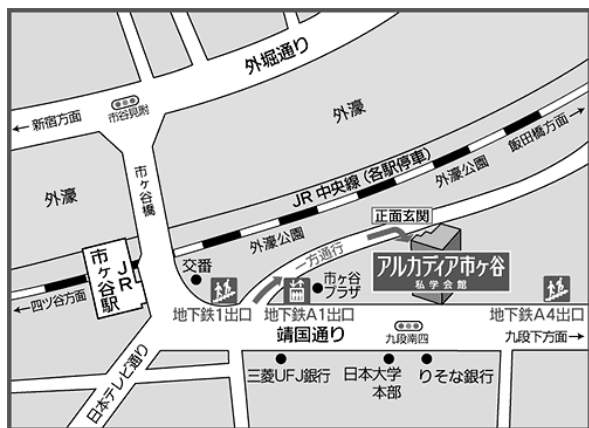 外堀通り
市谷見附
←新宿方面
外濠
飯田橋方面→
市ヶ谷橋
JR 中央線（各駅停車）
外濠公園
外濠
正面玄関
外濠公園
一方通行
JR
市ヶ谷駅
交番
市ヶ谷
プラザ
アルカディア市ヶ谷
私学会館
←四ツ谷方面
地下鉄1出口
地下鉄A1出口
地下鉄A4出口
靖国通り
九段南四
九段下方面→
日本テレビ通り
三菱UFJ銀行
日本大学
本部
りそな銀行